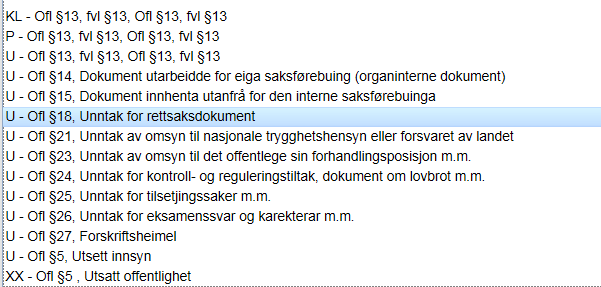 KL - Ofl §13, fvl §13, Ofl §13, fvl §13
P - Ofl §13, fvl §13, Ofl §13, fvl §13
U - Ofl §13, fvl §13, Ofl §13, fvl §13
U - Ofl §14, Dokument utarbeidde for eiga saksførebuing (organinterne dokument)
U - Ofl §15, Dokument innhenta utanfrå for den interne saksførebuinga
U - Ofl §18, Unntak for rettsaksdokument
U - Ofl §21, Unntak av omsyn til nasjonale trygghetshensyn eller forsvaret av landet
U - Ofl §23, Unntak av omsyn til det offentlege sin forhandlingsposisjon m.m.
U - Ofl §24, Unntak for kontroll- og reguleringstiltak, dokument om lovbrot m.m.
U - Ofl §25, Unntak for tilsetjingssaker m.m.
U - Ofl §26, Unntak for eksamenssvar og karekterar m.m.
U - Ofl §27, Forskriftsheimel
U - Ofl §5, Utsett innsyn
XX - Ofl §5 , Utsatt offentlighet